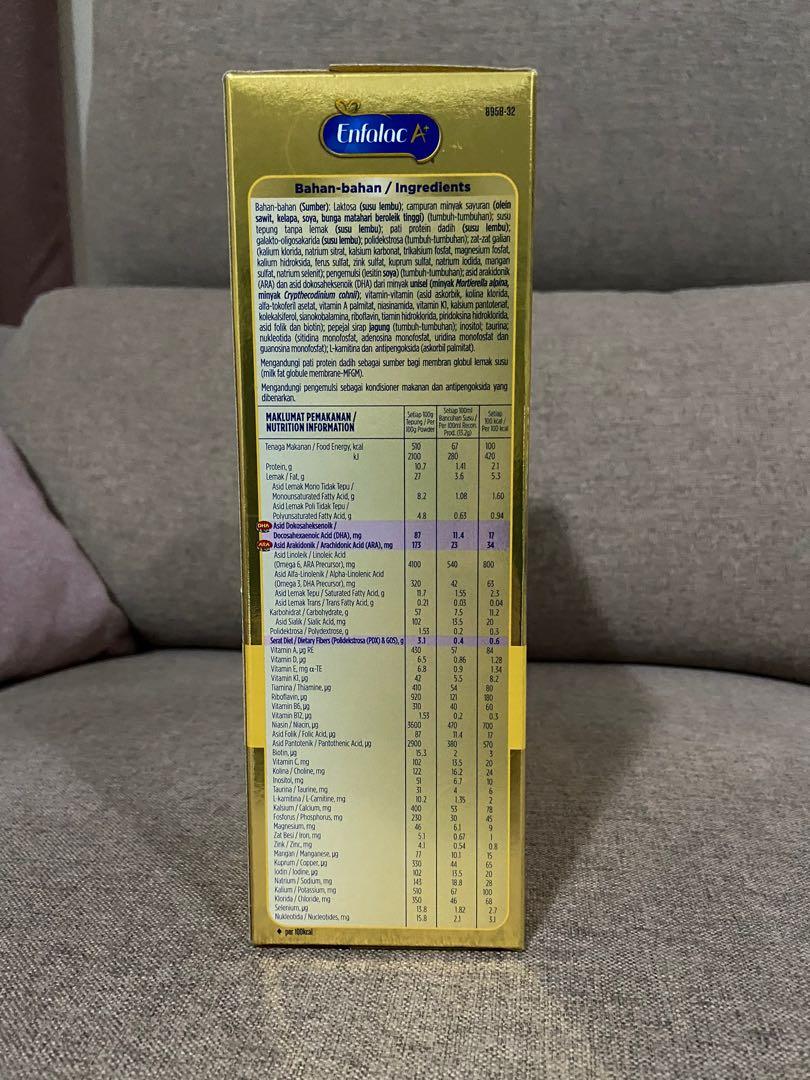 8958-32
Enfalac A+
Bahan-bahan / Ingredients
Bahan-bahan (Sumber): Laktosa (susu lembu); campuran minyak sayuran (olein
sawit, kelapa, soya, bunga matahari beroleik tinggi) (tumbuh-tumbuhan); susu
tepung tanpa lemak (susu lembu); pati protein dadih (susu lembu);
galakto-oligosakarida (susu lembu); polidekstrosa (tumbuh-tumbuhan); zat-zat galian
(kalium klorida, natrium sitrat, kalsium karbonat, trikalsium fosfat, magnesium fosfat,
kalium hidroksida, ferus sulfat, zink sulfat, kuprum sulfat, natrium iodida, mangan
sulfat, natrium selenit); pengemulsi (lesitin soya) (tumbuh-tumbuhan); asid arakidonik
(ARA) dan asid dokosaheksenoik (DHA) dari minyak unisel (minyak Mortierella alpina,
minyak Crypthecodinium cohnii); vitamin-vitamin (asid askorbik, kolina klorida,
alfa-tokoferil asetat, vitamin A palmitat, niasinamida, vitamin K1, kalsium pantotenat,
kolekalsiferol, sianokobalamina, riboflavin, tiamin hidroklorida, piridoksina hidroklorida,
asid folik dan biotin); pepejal sirap jagung (tumbuh-tumbuhan); inositol; taurina;
nukleotida (sitidina monofosfat, adenosina monofosfat, uridina monofosfat dan
guanosina monofosfat); L-karnitina dan antipengoksida (askorbil palmitat).
Mengandungi pati protein dadih sebagai sumber bagi membran globul lemak susu
(milk fat globule membrane-MFGM).
Mengandungi pengemulsi sebagai kondisioner makanan dan antipengoksida yang
dibenarkan.
MAKLUMAT PEMAKANAN / NUTRITION INFORMATION Setiap 100g Tepung / Per 100g Powder Setiap 100ml Bancuhan Susu / Per 100ml Recon. Prod. (13.2g) Setiap 100 kcal / Per 100 kcal
Tenaga Makanan / Food Energy, kcal 510 67 100
kJ 2100 280 420
Protein, g 10.7 1.41 2.1
Lemak / Fat, g 27 3.6 5.3
Asid Lemak Mono Tidak Tepu /
Monounsaturated Fatty Acid, g 8.2 1.08 1.60
Asid Lemak Poli Tidak Tepu /
Polyunsaturated Fatty Acid, g 4.8 0.63 0.94
DHA Asid Dokosaheksenoik /
Docosahexaenoic Acid (DHA), mg 87 11.4 17
ARA Asid Arakidonik / Arachidonic Acid (ARA), mg 173 23 34
Asid Linoleik / Linoleic Acid
(Omega 6, ARA Precursor), mg 4100 540 800
Asid Alfa-Linolenik / Alpha-Linolenic Acid
(Omega 3, DHA Precursor), mg 320 42 63
Asid Lemak Tepu / Saturated Fatty Acid, g 11.7 1.55 2.3
Asid Lemak Trans / Trans Fatty Acid, g 0.21 0.03 0.04
Karbohidrat / Carbohydrate, g 57 7.5 11.2
Asid Sialik / Sialic Acid, mg 102 13.5 20
Polidektrosa / Polydextrose, g 1.53 0.2 0.3
Serat Diet / Dietary Fibers (Polidekstrosa (PDX) & GOS), g 3.1 0.4 0.6
Vitamin A, µg RE 430 57 84
Vitamin D, µg 6.5 0.86 1.28
Vitamin E, mg α-TE 6.8 0.9 1.34
Vitamin K1, µg 42 5.5 8.2
Tiamina / Thiamine, µg 410 54 80
Riboflavin, µg 920 121 180
Vitamin B6, µg 310 40 60
Vitamin B12, µg 1.53 0.2 0.3
Niasin / Niacin, µg 3600 470 700
Asid Folik / Folic Acid, µg 87 11.4 17
Asid Pantotenik / Pantothenic Acid, µg 2900 380 570
Biotin, µg 15.3 2 3
Vitamin C, mg 102 13.5 20
Kolina / Choline, mg 122 16.2 24
Inositol, mg 51 6.7 10
Taurina / Taurine, mg 31 4 6
L-karnitina / L-Carnitine, mg 10.2 1.35 2
Kalsium / Calcium, mg 400 53 78
Fosforus / Phosphorus, mg 230 30 45
Magnesium, mg 46 6.1 9
Zat Besi / Iron, mg 5.1 0.67 1
Zink / Zinc, mg 4.1 0.54 0.8
Mangan / Manganese, µg 77 10.1 15
Kuprum / Copper, µg 330 44 65
Iodin / Iodine, µg 102 13.5 20
Natrium / Sodium, mg 143 18.8 28
Kalium / Potassium, mg 510 67 100
Klorida / Chloride, mg 350 46 68
Selenium, µg 13.8 1.82 2.7
Nukleotida / Nucleotides, mg 15.8 2.1 3.1
♦ per 100kcal